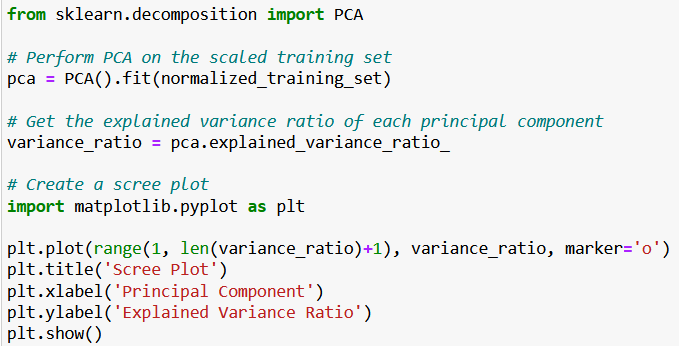 from sklearn.decomposition import PCA
# Perform PCA on the scaled training set
pca = PCA().fit(normalized_training_set)
# Get the explained variance ratio of each principal component
variance_ratio = pca.explained_variance_ratio_
# Create a scree plot
import matplotlib.pyplot as plt
plt.plot(range(1, len(variance_ratio)+1), variance_ratio, marker='o')
plt.title('Scree Plot')
plt.xlabel('Principal Component')
plt.ylabel('Explained Variance Ratio')
plt.show()